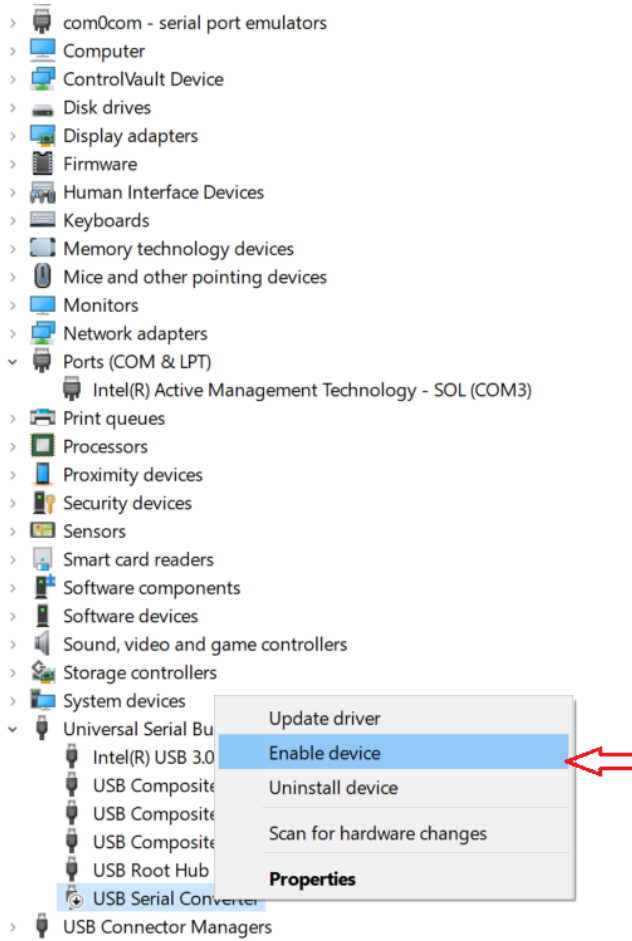 com0com - serial port emulators
Computer
ControlVault Device
Disk drives
Display adapters
Firmware
Human Interface Devices
Keyboards
Memory technology devices
Mice and other pointing devices
Monitors
Network adapters
Ports (COM & LPT)
Intel(R) Active Management Technology - SOL (COM3)
Print queues
Processors
Proximity devices
Security devices
Sensors
Smart card readers
Software components
Software devices
Sound, video and game controllers
Storage controllers
System devices
Universal Serial Bu
Intel(R) USB 3.0
USB Composite
USB Composite
USB Composite
USB Root Hub
USB Serial Converter
USB Connector Managers
Update driver
Enable device
Uninstall device
Scan for hardware changes
Properties